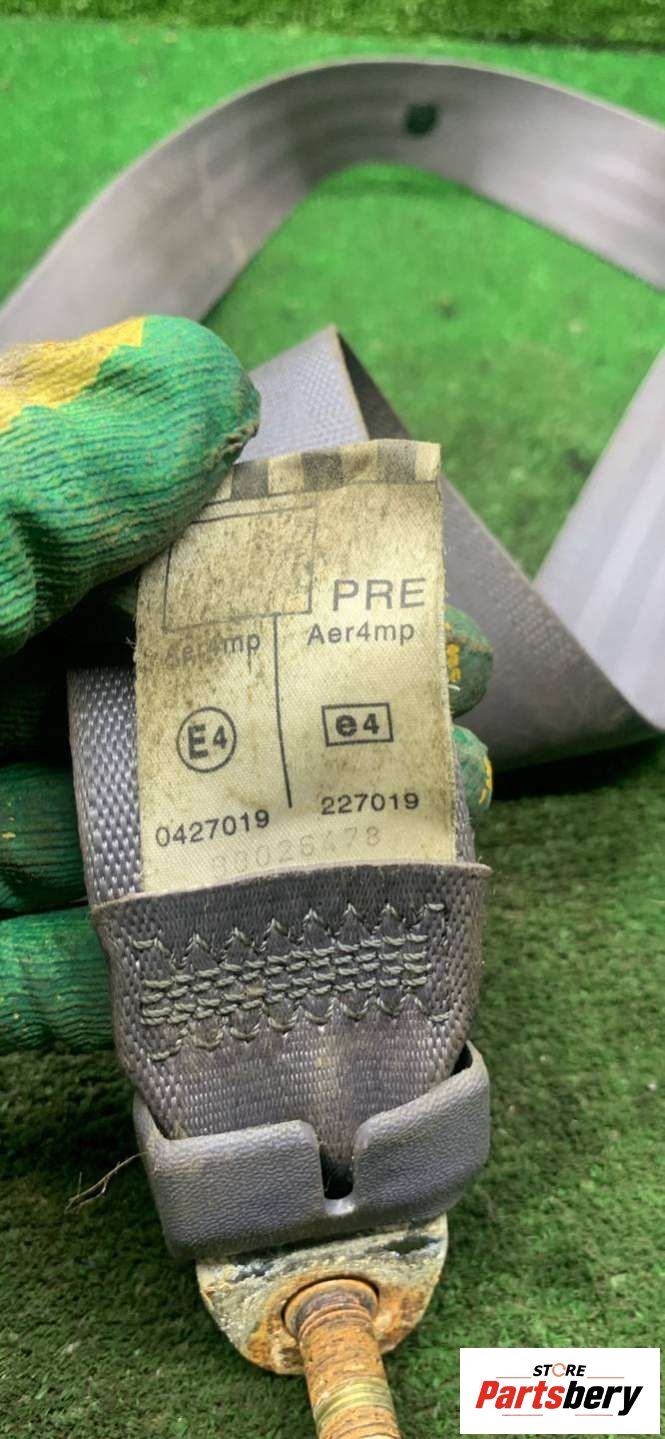 PRE
Aer4mp Aer4mp
E4 e4
0427019 227019
STORE
Partsbery